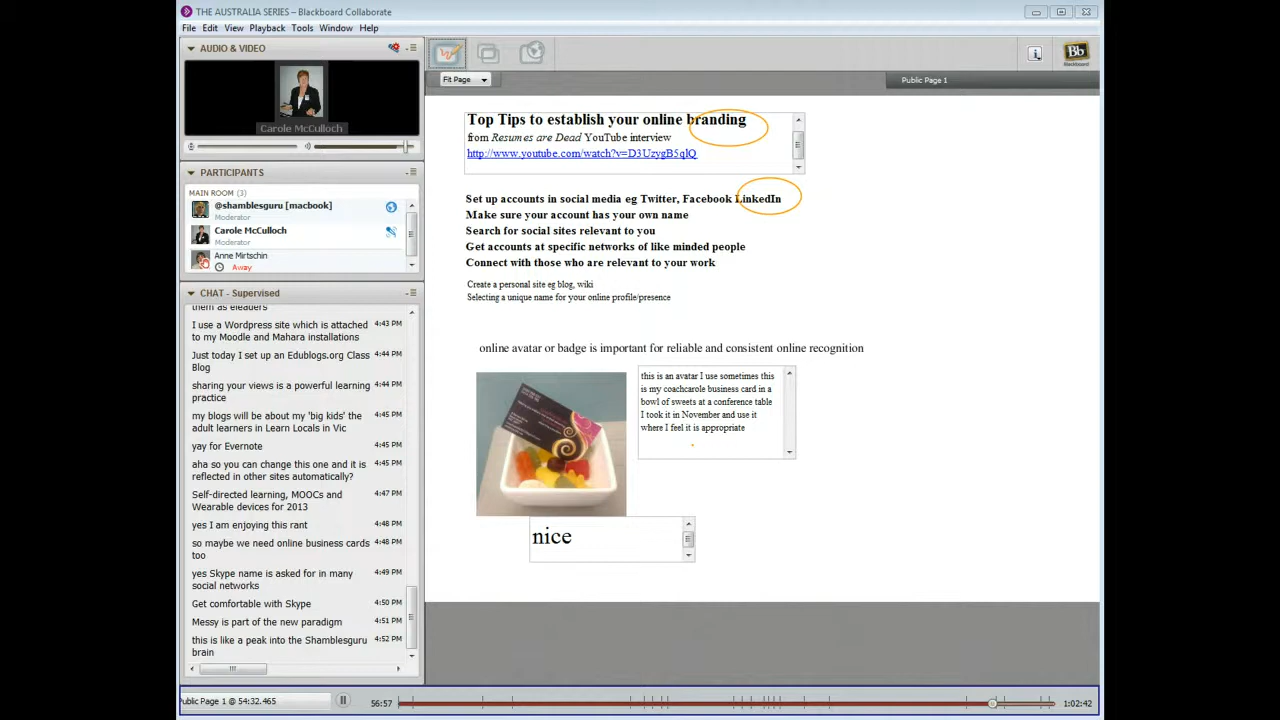 THE AUSTRALIA SERIES – Blackboard Collaborate
File Edit View Playback Tools Window Help
AUDIO & VIDEO
Carole McCulloch
PARTICIPANTS
MAIN ROOM (3)
@shamblesguru [macbook]
Moderator
Carole McCulloch
Moderator
Anne Mirtschin
Away
CHAT - Supervised
them as eleaders
I use a Wordpress site which is attached 4:43 PM
to my Moodle and Mahara installations
Just today I set up an Edublogs.org Class 4:44 PM
Blog
sharing your views is a powerful learning 4:44 PM
practice
my blogs will be about my 'big kids' the 4:45 PM
adult learners in Learn Locals in Vic
yay for Evernote 4:45 PM
aha so you can change this one and it is 4:45 PM
reflected in other sites automatically?
Self-directed learning, MOOCs and 4:47 PM
Wearable devices for 2013
yes I am enjoying this rant 4:48 PM
so maybe we need online business cards 4:48 PM
too
yes Skype name is asked for in many 4:49 PM
social networks
Get comfortable with Skype 4:50 PM
Messy is part of the new paradigm 4:51 PM
this is like a peak into the Shamblesguru 4:52 PM
brain
Bb
Blackboard
Fit Page
Public Page 1
Top Tips to establish your online branding
from Resumes are Dead YouTube interview
http://www.youtube.com/watch?v=D3UzygB5qlQ
Set up accounts in social media eg Twitter, Facebook LinkedIn
Make sure your account has your own name
Search for social sites relevant to you
Get accounts at specific networks of like minded people
Connect with those who are relevant to your work
Create a personal site eg blog, wiki
Selecting a unique name for your online profile/presence
online avatar or badge is important for reliable and consistent online recognition
this is an avatar I use sometimes this
is my coachcarole business card in a
bowl of sweets at a conference table
I took it in November and use it
where I feel it is appropriate
nice
Public Page 1 @ 54:32.465
56:57
1:02:42